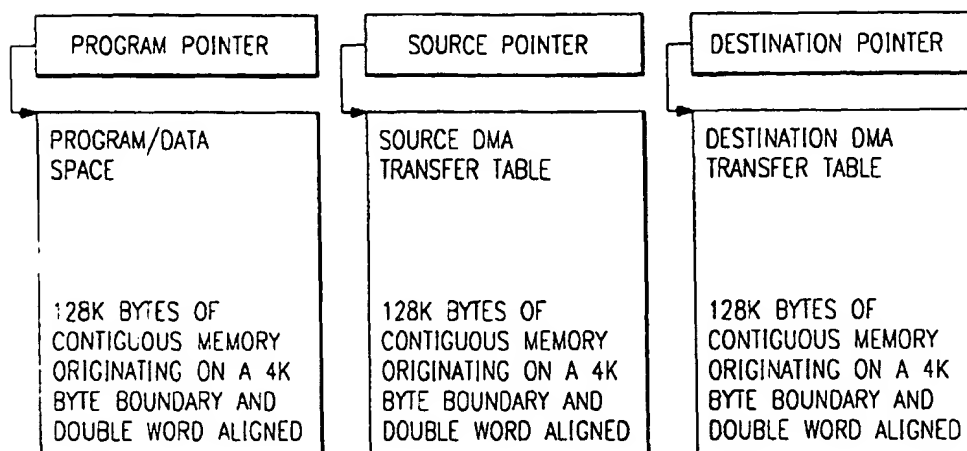 PROGRAM POINTER
SOURCE POINTER
DESTINATION POINTER
PROGRAM/DATA
SPACE
128K BYTES OF
CONTIGUOUS MEMORY
ORIGINATING ON A 4K
BYTE BOUNDARY AND
DOUBLE WORD ALIGNED
SOURCE DMA
TRANSFER TABLE
128K BYTES OF
CONTIGUOUS MEMORY
ORIGINATING ON A 4K
BYTE BOUNDARY AND
DOUBLE WORD ALIGNED
DESTINATION DMA
TRANSFER TABLE
128K BYTES OF
CONTIGUOUS MEMORY
ORIGINATING ON A 4K
BYTE BOUNDARY AND
DOUBLE WORD ALIGNED